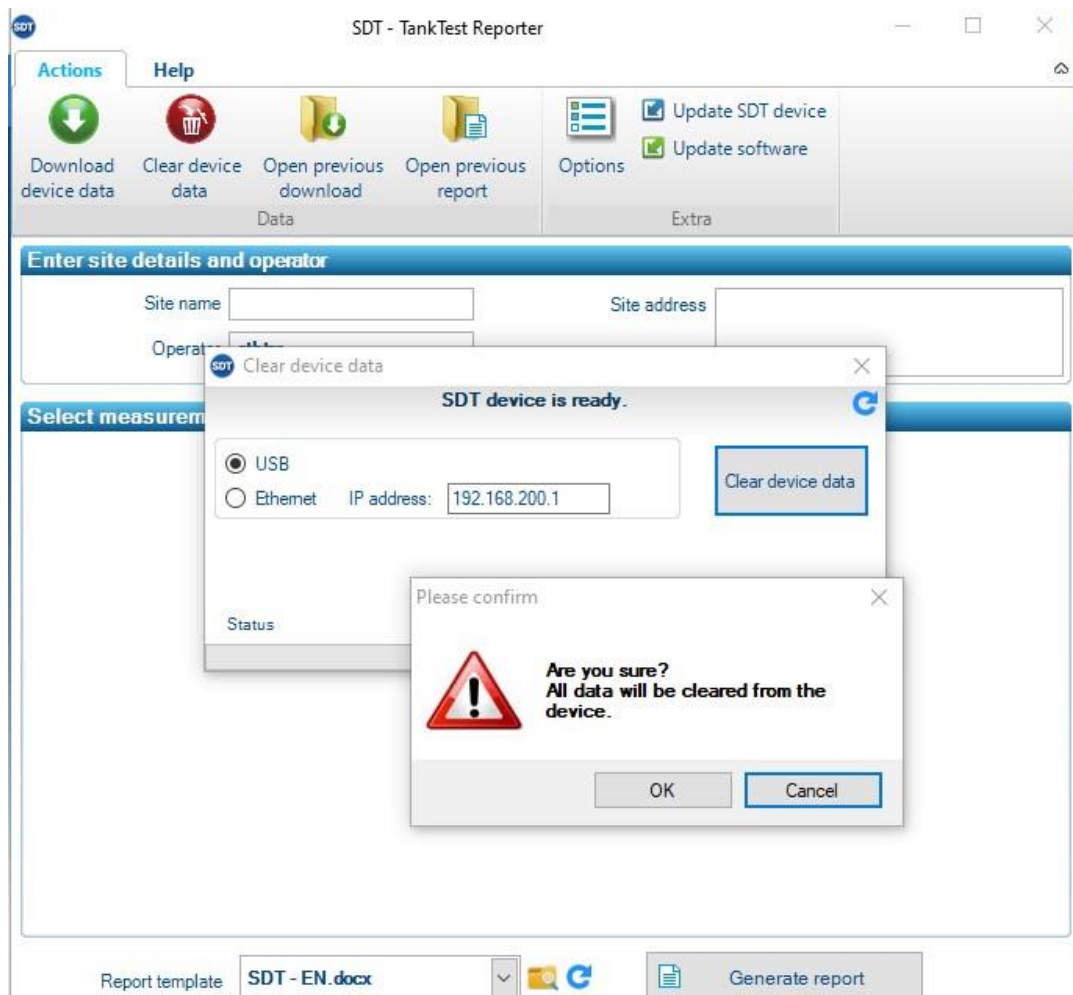 SDT
SDT - TankTest Reporter
Actions
Help
Download
device data
Clear device
data
Open previous
download
Open previous
report
Options
Update SDT device
Update software
Data
Extra
Enter site details and operator
Site name
Site address
SDT
Clear device data
SDT device is ready.
USB
Ethernet
IP address:
192.168.200.1
Clear device data
Status
Please confirm
Are you sure?
All data will be cleared from the
device.
OK
Cancel
Report template
SDT - EN.docx
Generate report